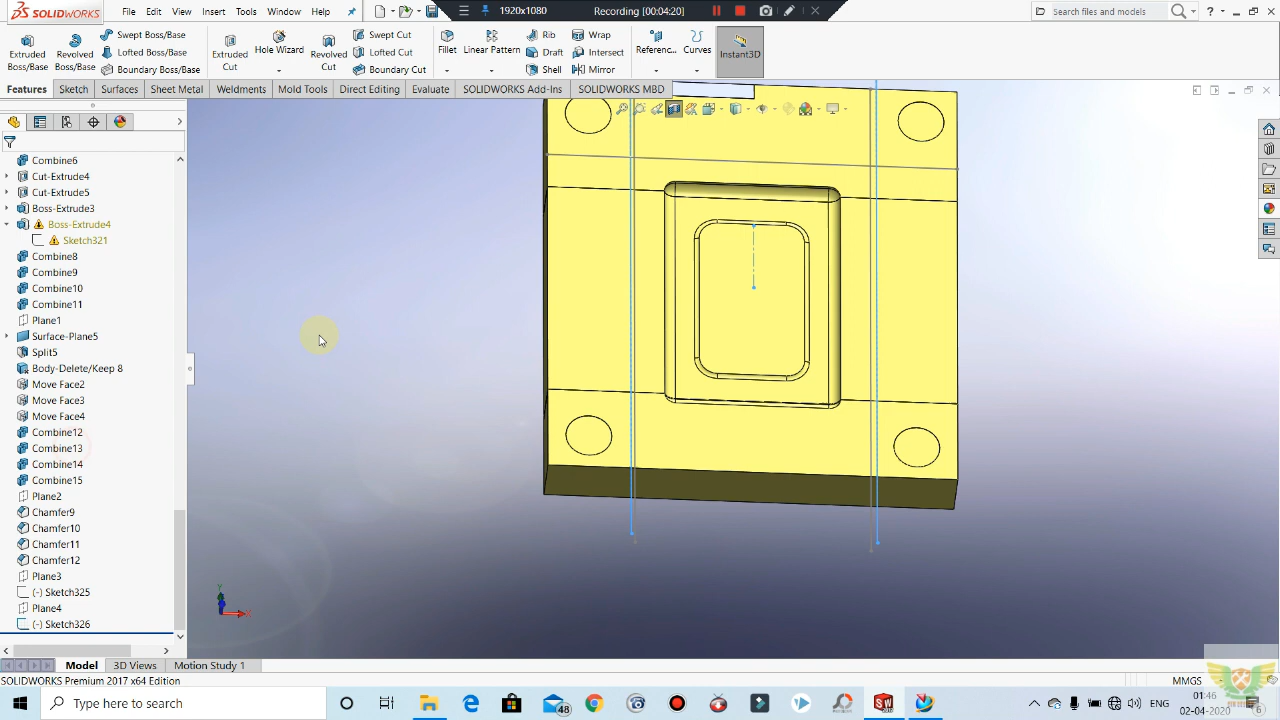 SOLIDWORKS
File Edit View Insert Tools Window Help
1920x1080 Recording [00:04:20]
Search files and models
Extruded Boss/Base
Revolved Boss/Base
Swept Boss/Base
Lofted Boss/Base
Boundary Boss/Base
Extruded Cut
Hole Wizard
Revolved Cut
Swept Cut
Lofted Cut
Boundary Cut
Fillet
Linear Pattern
Rib
Draft
Shell
Wrap
Intersect
Mirror
Referenc...
Curves
Instant3D
Features Sketch Surfaces Sheet Metal Weldments Mold Tools Direct Editing Evaluate SOLIDWORKS Add-Ins SOLIDWORKS MBD
Combine6
Cut-Extrude4
Cut-Extrude5
Boss-Extrude3
Boss-Extrude4
Sketch321
Combine8
Combine9
Combine10
Combine11
Plane1
Surface-Plane5
Split5
Body-Delete/Keep 8
Move Face2
Move Face3
Move Face4
Combine12
Combine13
Combine14
Combine15
Plane2
Chamfer9
Chamfer10
Chamfer11
Chamfer12
Plane3
(-) Sketch325
Plane4
(-) Sketch326
Y
X
Model 3D Views Motion Study 1
SOLIDWORKS Premium 2017 x64 Edition
MMGS
Type here to search
48
01:46
02-04-2020